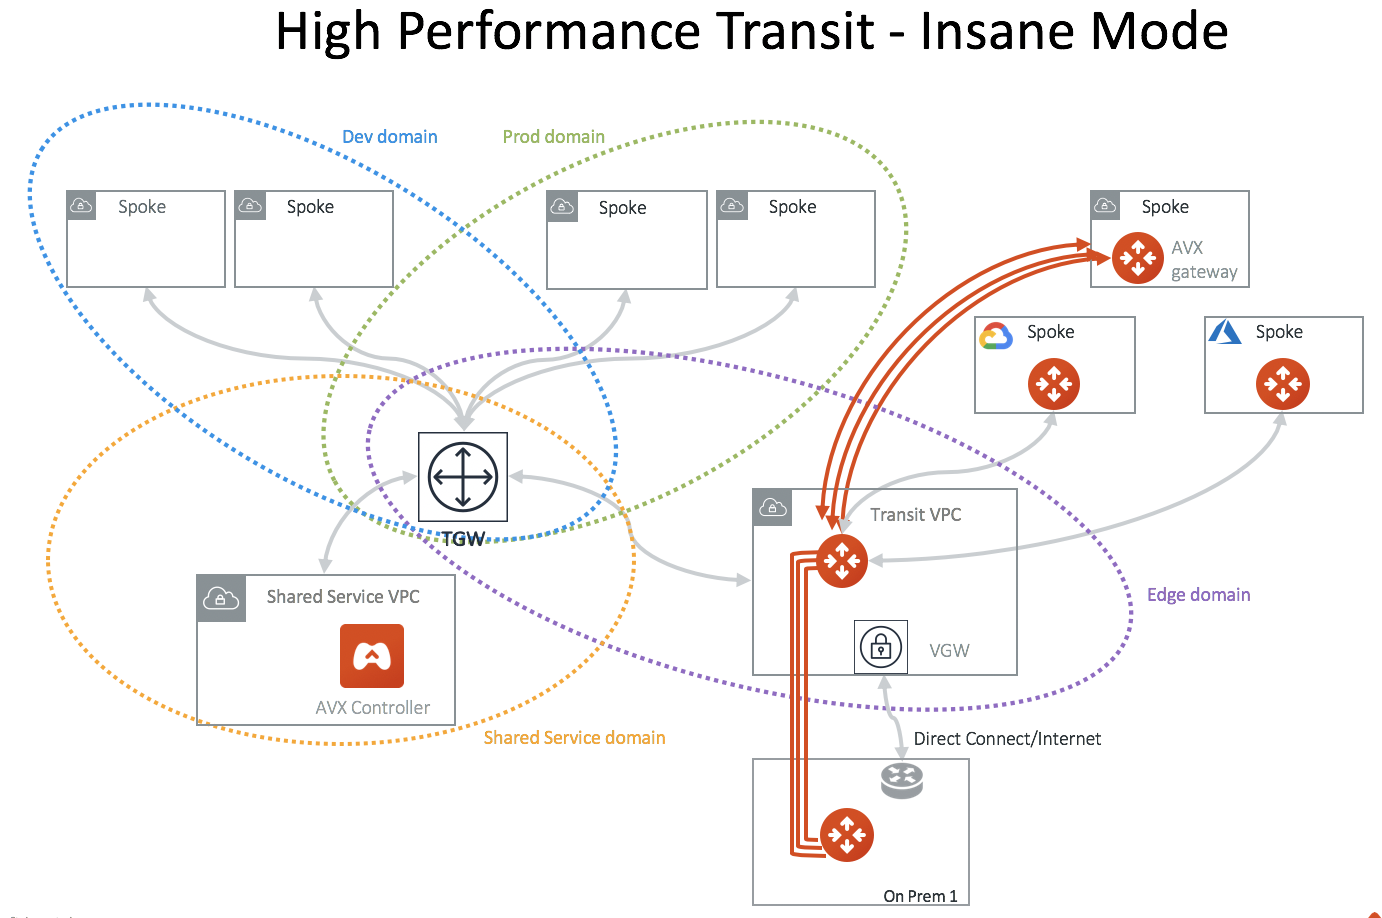 High Performance Transit - Insane Mode
Dev domain
Prod domain
Spoke
Spoke
Spoke
Spoke
Spoke
AVX
gateway
Spoke
Spoke
TGW
Transit VPC
Edge domain
Shared Service VPC
VGW
AVX Controller
Shared Service domain
Direct Connect/Internet
On Prem 1